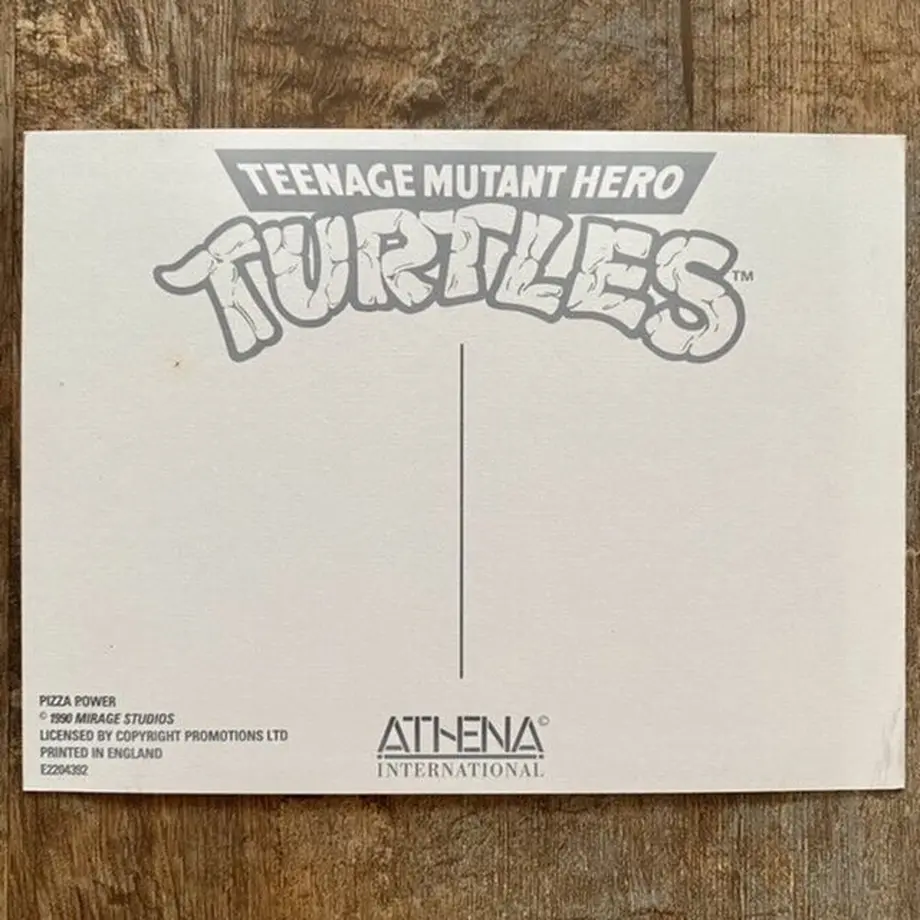 TEENAGE MUTANT HERO
TURTLES™
PIZZA POWER
© 1990 MIRAGE STUDIOS
LICENSED BY COPYRIGHT PROMOTIONS LTD
PRINTED IN ENGLAND
E2204392
ATHENA©
INTERNATIONAL